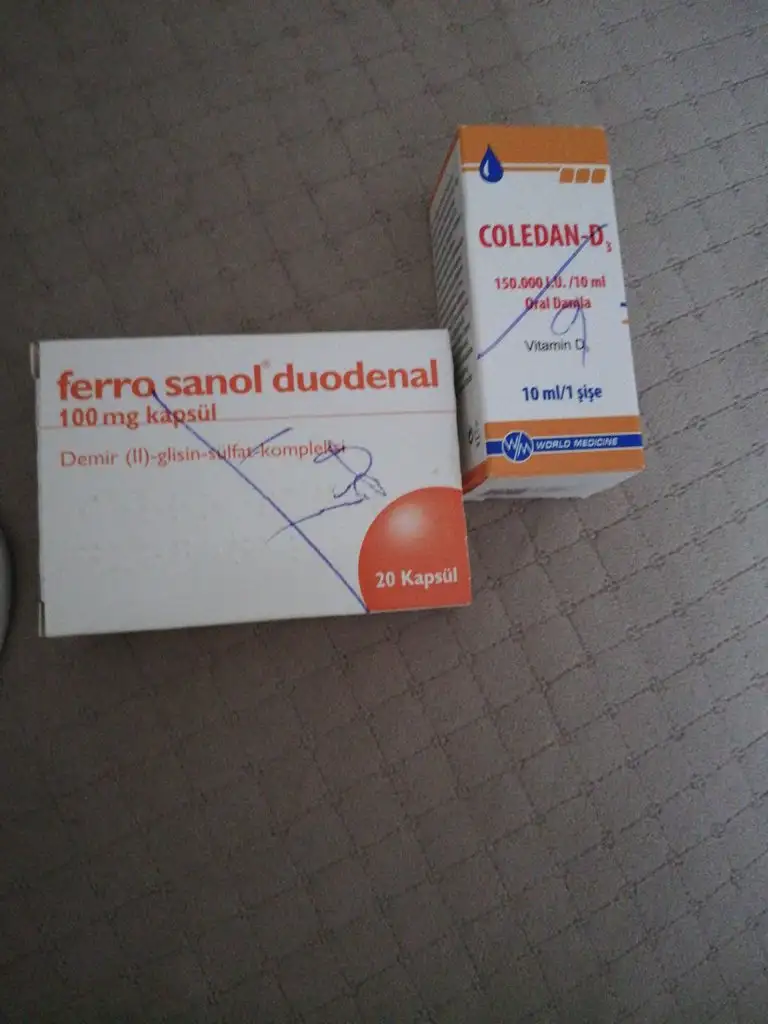 ferro sanol® duodenal
100 mg kapsül
Demir (II)-glisin-sülfat-kompleksi
20 Kapsül
COLEDAN-D3
150.000 I.U. /10 ml
Oral Damla
Vitamin D3
10 ml/1 şişe
WM WORLD MEDICINE